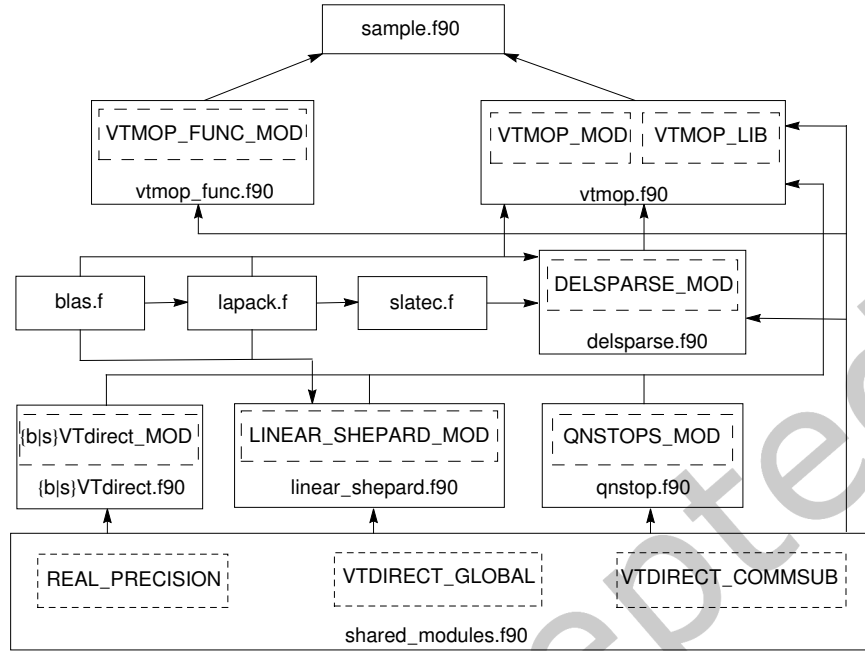 sample.f90
VTMOP_FUNC_MOD
vtmop_func.f90
VTMOP_MOD
VTMOP_LIB
vtmop.f90
blas.f
lapack.f
slatec.f
DELSPARSE_MOD
delsparse.f90
{b|s}VTdirect_MOD
{b|s}VTdirect.f90
LINEAR_SHEPARD_MOD
linear_shepard.f90
QNSTOPS_MOD
qnstop.f90
REAL_PRECISION
VTDIRECT_GLOBAL
VTDIRECT_COMMSUB
shared_modules.f90